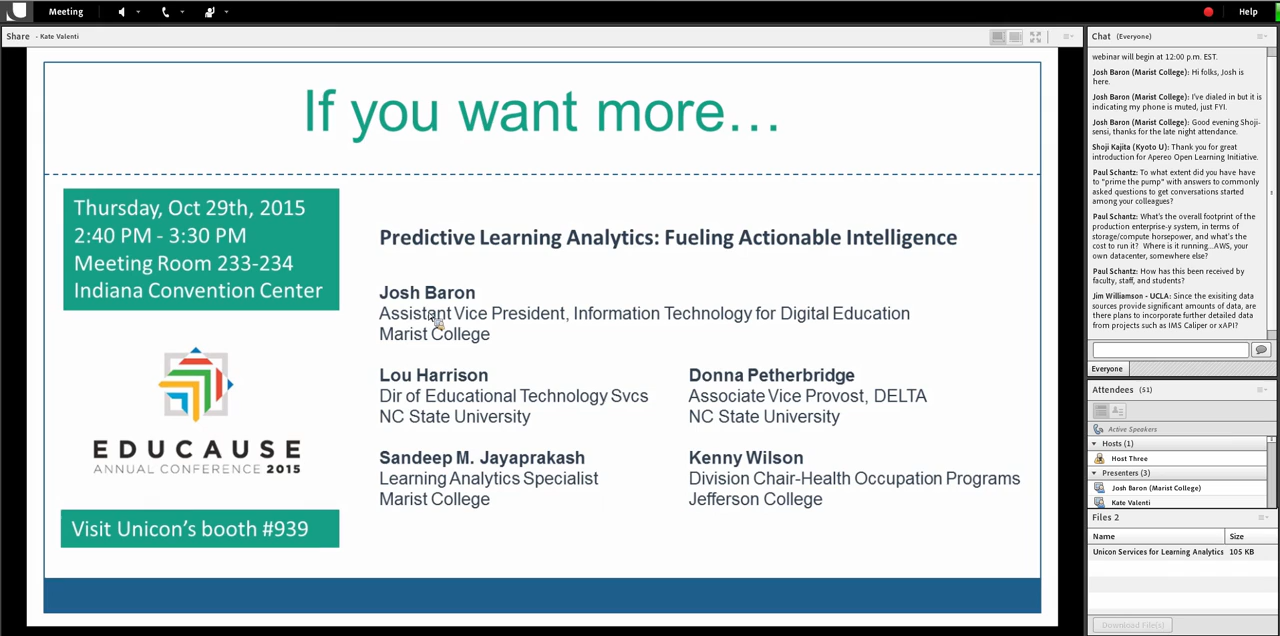 Meeting
Help
Share - Kate Valenti
If you want more...
Thursday, Oct 29th, 2015
2:40 PM - 3:30 PM
Meeting Room 233-234
Indiana Convention Center
EDUCAUSE
ANNUAL CONFERENCE 2015
Visit Unicon's booth #939
Predictive Learning Analytics: Fueling Actionable Intelligence
Josh Baron
Assistant Vice President, Information Technology for Digital Education
Marist College
Lou Harrison
Dir of Educational Technology Svcs
NC State University
Donna Petherbridge
Associate Vice Provost, DELTA
NC State University
Sandeep M. Jayaprakash
Learning Analytics Specialist
Marist College
Kenny Wilson
Division Chair-Health Occupation Programs
Jefferson College
Chat (Everyone)
webinar will begin at 12:00 p.m. EST.
Josh Baron (Marist College): Hi folks, Josh is
here.
Josh Baron (Marist College): I've dialed in but it is
indicating my phone is muted, just FYI.
Josh Baron (Marist College): Good evening Shoji-
sensi, thanks for the late night attendance.
Shoji Kajita (Kyoto U): Thank you for great
introduction for Apereo Open Learning Initiative.
Paul Schantz: To what extent did you have have
to "prime the pump" with answers to commonly
asked questions to get conversations started
among your colleagues?
Paul Schantz: What's the overall footprint of the
production enterprise-y system, in terms of
storage/compute horsepower, and what's the
cost to run it? Where is it running...AWS, your
own datacenter, somewhere else?
Paul Schantz: How has this been received by
faculty, staff, and students?
Jim Williamson - UCLA: Since the exisiting data
sources provide significant amounts of data, are
there plans to incorporate further detailed data
from projects such as IMS Caliper or xAPI?
Everyone
Attendees (51)
Active Speakers
Hosts (1)
Host Three
Presenters (3)
Josh Baron (Marist College)
Kate Valenti
Files 2
Name Size
Unicon Services for Learning Analytics 105 KB
Download File(s)